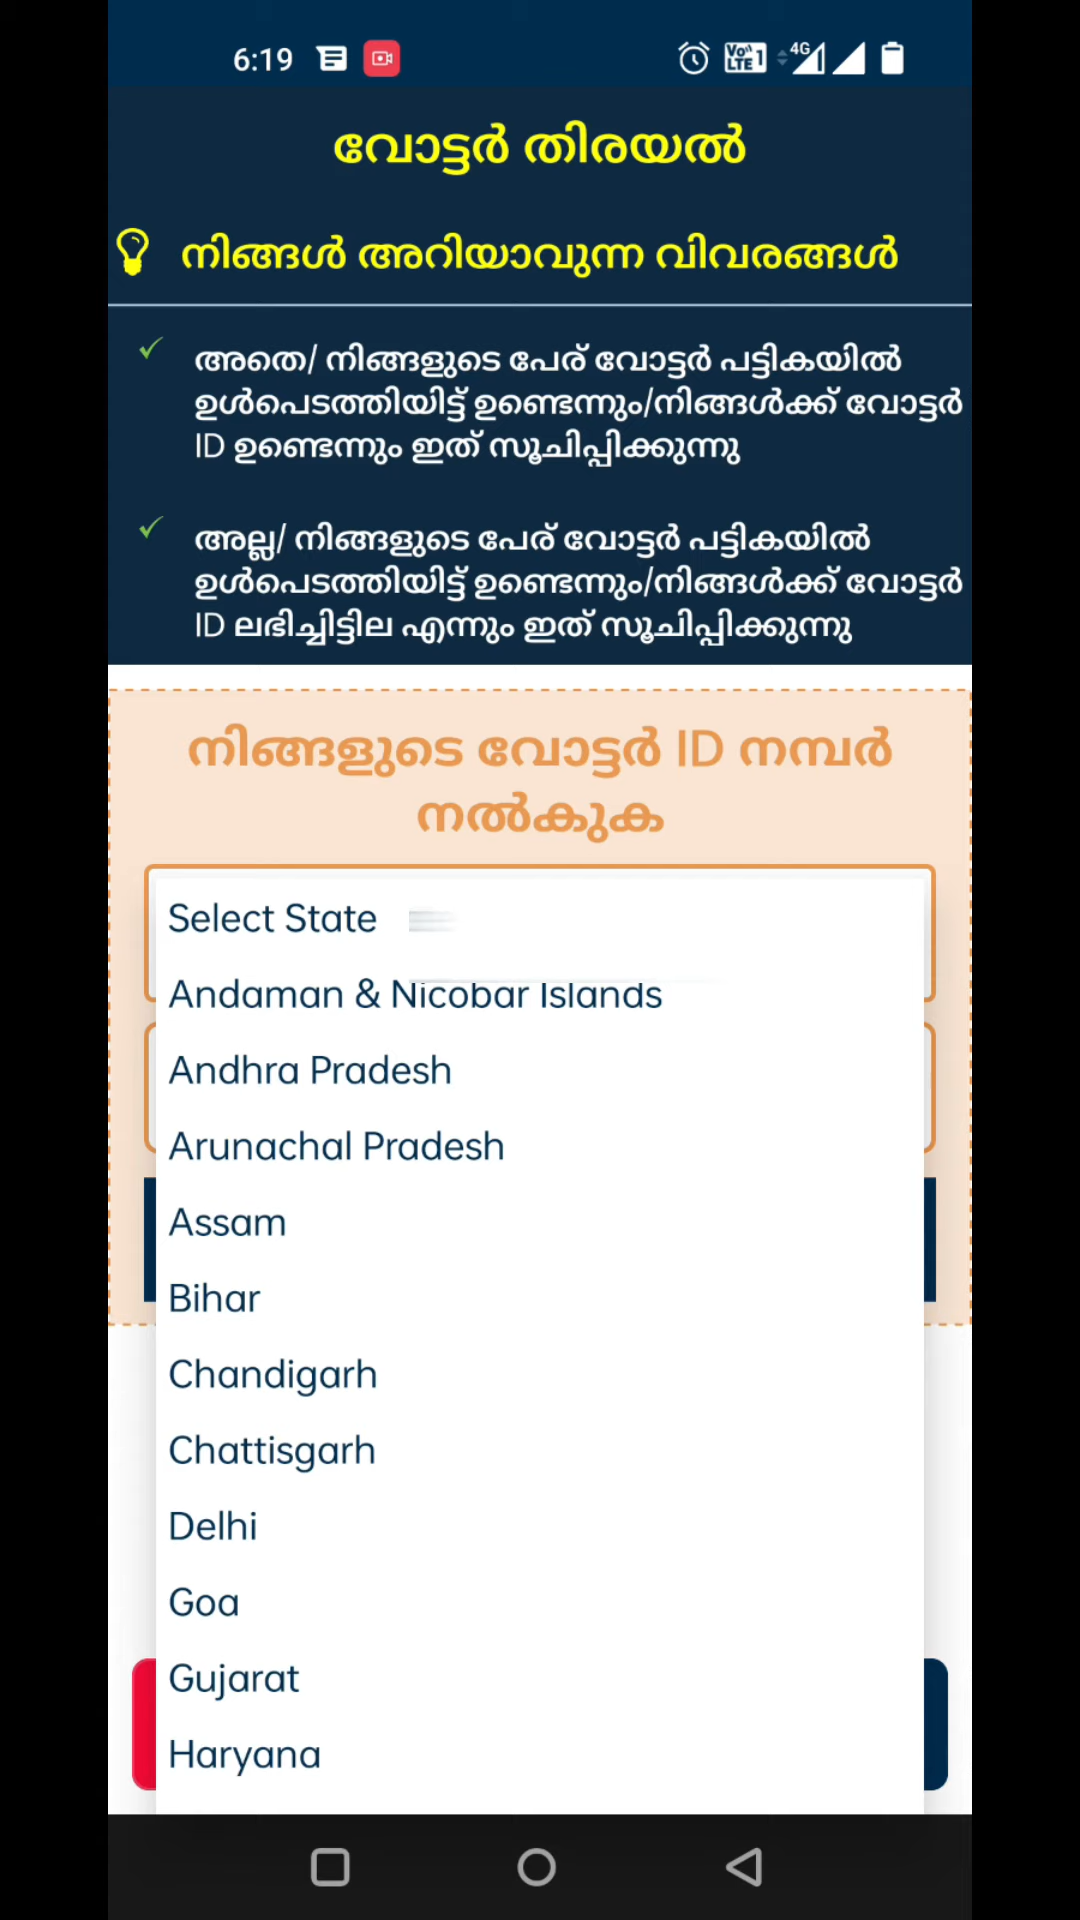 6:19
Vo)) 1
LTE
4G
വോട്ടർ തിരയൽ
നിങ്ങൾ അറിയാവുന്ന വിവരങ്ങൾ
അതെ/ നിങ്ങളുടെ പേര് വോട്ടർ പട്ടികയിൽ
ഉൾപെടത്തിയിട്ട് ഉണ്ടെന്നും/നിങ്ങൾക്ക് വോട്ടർ
ID ഉണ്ടെന്നും ഇത് സൂചിപ്പിക്കുന്നു
അല്ല/ നിങ്ങളുടെ പേര് വോട്ടർ പട്ടികയിൽ
ഉൾപെടത്തിയിട്ട് ഉണ്ടെന്നും/നിങ്ങൾക്ക് വോട്ടർ
ID ലഭിച്ചിട്ടില എന്നും ഇത് സൂചിപ്പിക്കുന്നു
നിങ്ങളുടെ വോട്ടർ ID നമ്പർ
നൽകുക
Select State
Andaman & Nicobar Islands
Andhra Pradesh
Arunachal Pradesh
Assam
Bihar
Chandigarh
Chattisgarh
Delhi
Goa
Gujarat
Haryana